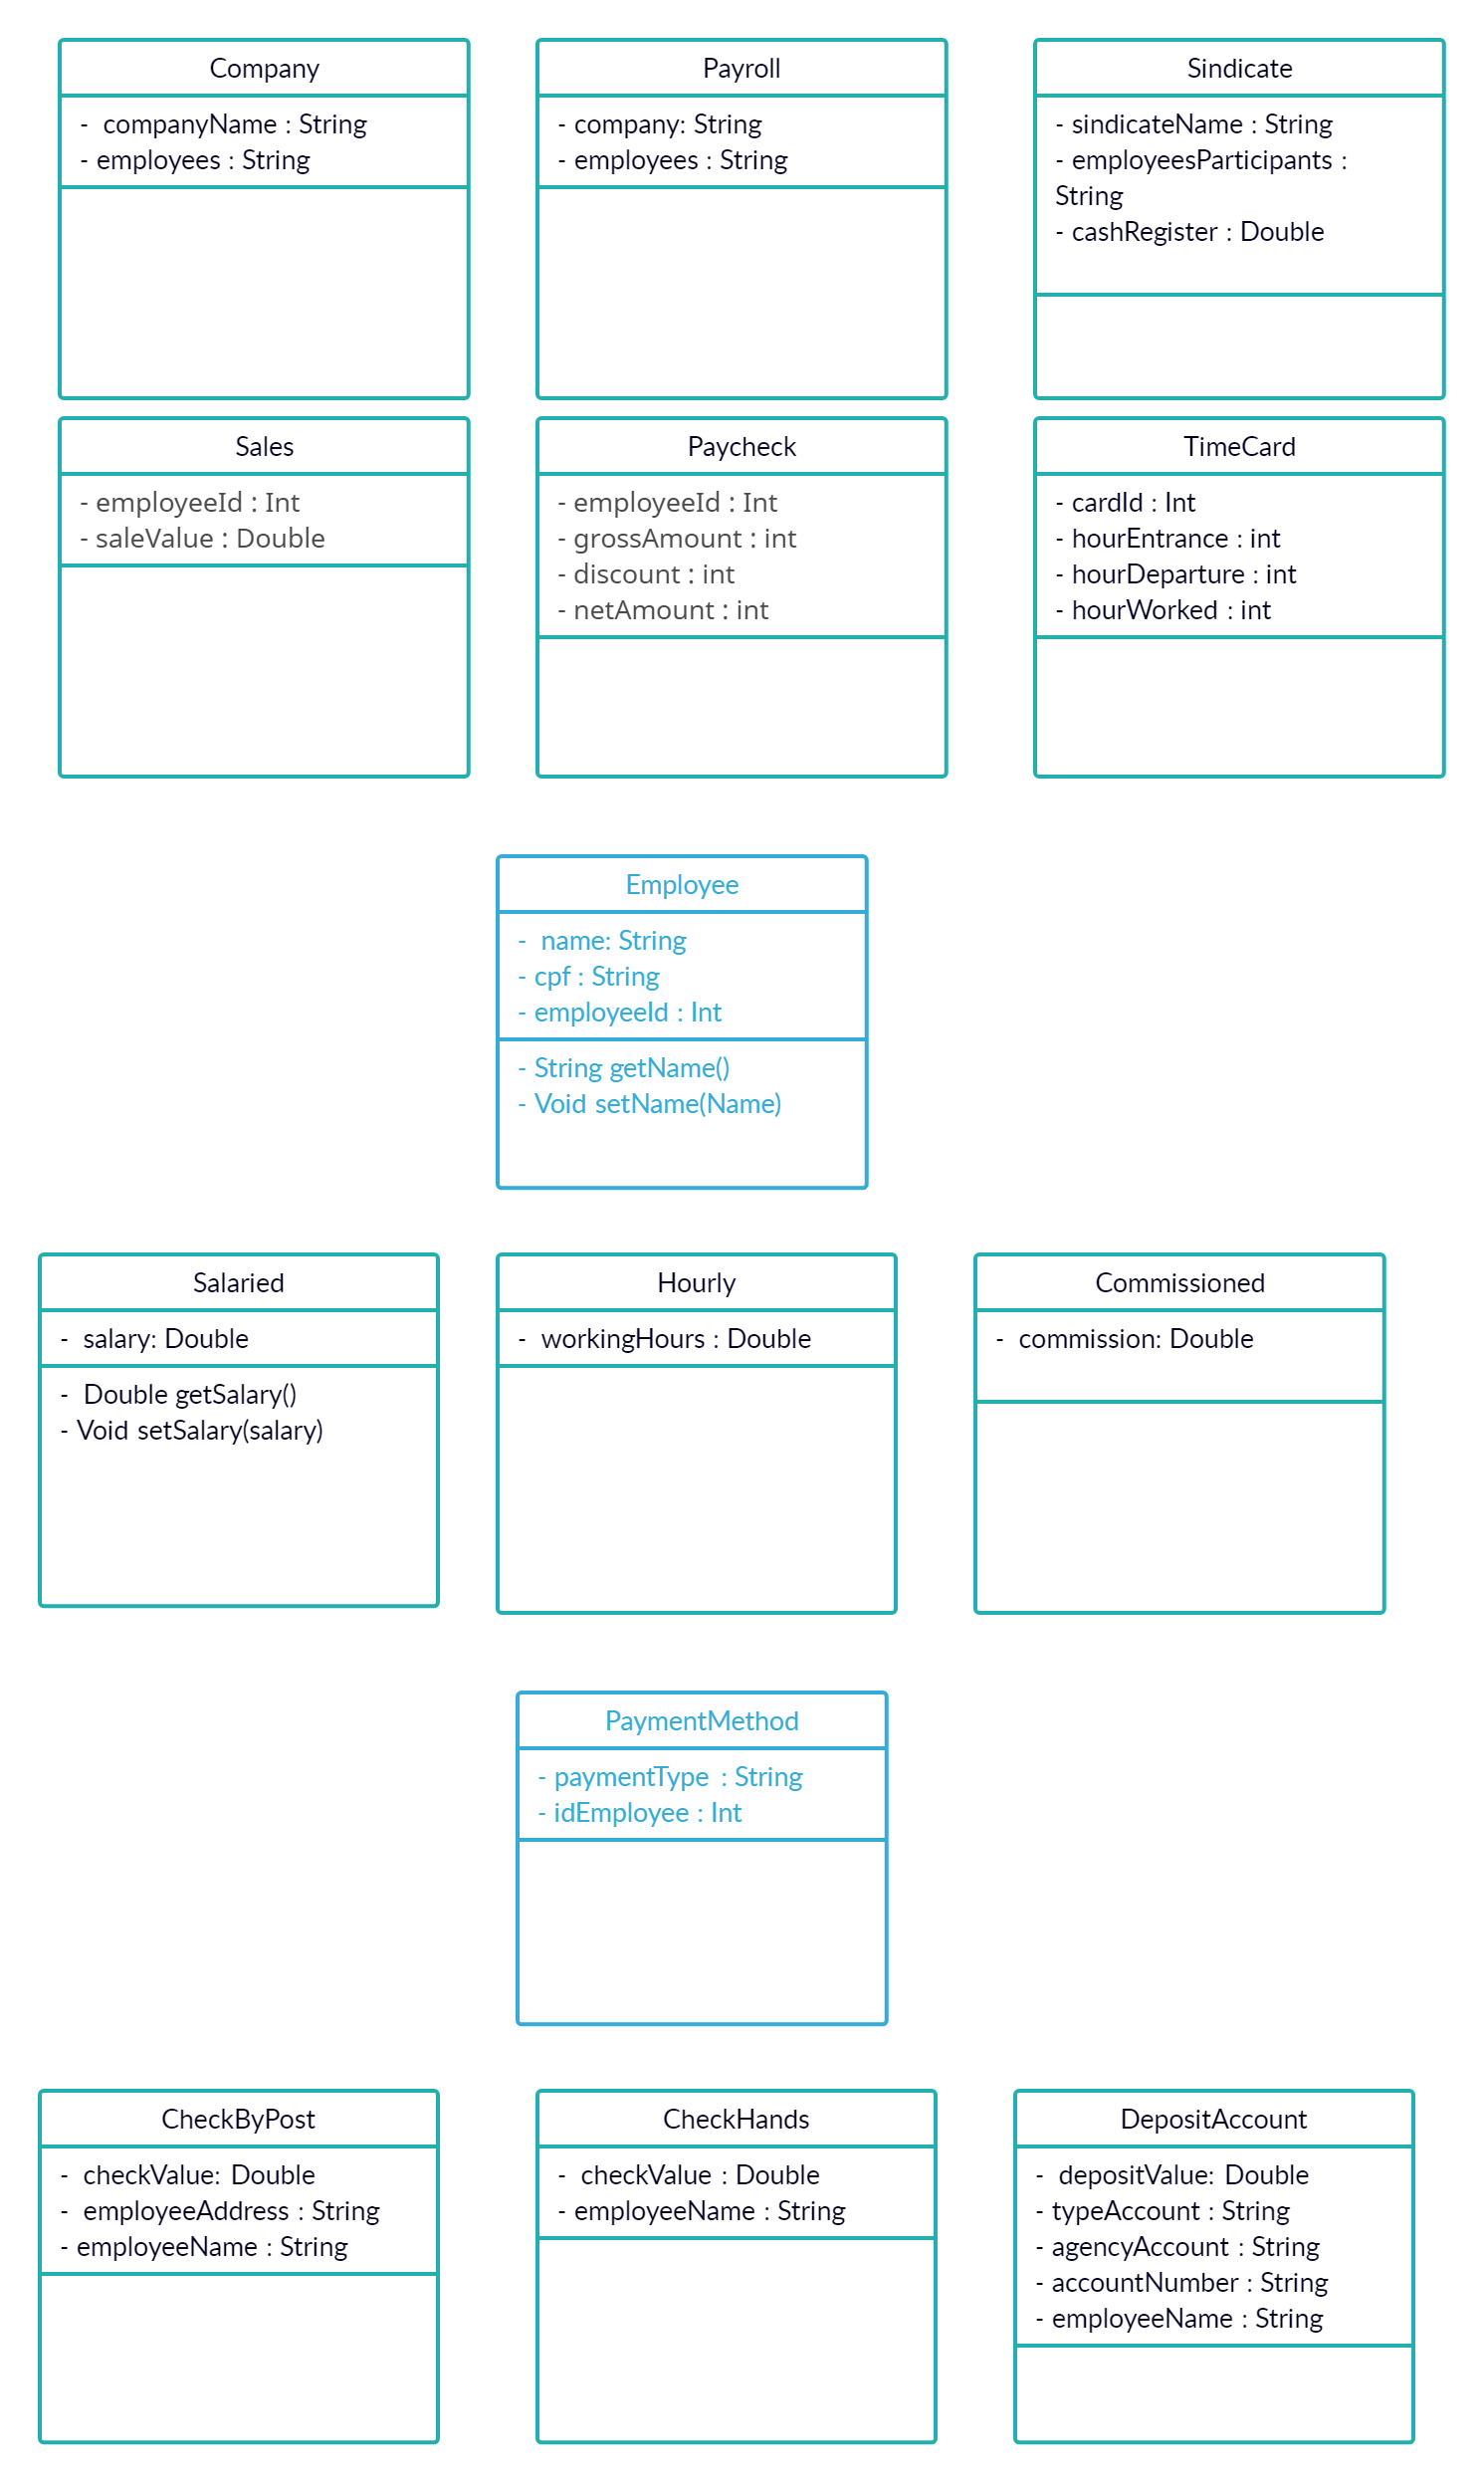 Company
- companyName : String
- employees : String
Payroll
- company: String
- employees : String
Sindicate
- sindicateName : String
- employeesParticipants :
String
- cashRegister : Double
Sales
- employeeId : Int
- saleValue : Double
Paycheck
- employeeId : Int
- grossAmount : int
- discount : int
- netAmount : int
TimeCard
- cardId : Int
- hourEntrance : int
- hourDeparture : int
- hourWorked : int
Employee
- name: String
- cpf : String
- employeeId : Int
- String getName()
- Void setName(Name)
Salaried
- salary: Double
- Double getSalary()
- Void setSalary(salary)
Hourly
- workingHours : Double
Commissioned
- commission: Double
PaymentMethod
- paymentType : String
- idEmployee : Int
CheckByPost
- checkValue: Double
- employeeAddress : String
- employeeName : String
CheckHands
- checkValue : Double
- employeeName : String
DepositAccount
- depositValue: Double
- typeAccount : String
- agencyAccount : String
- accountNumber : String
- employeeName : String